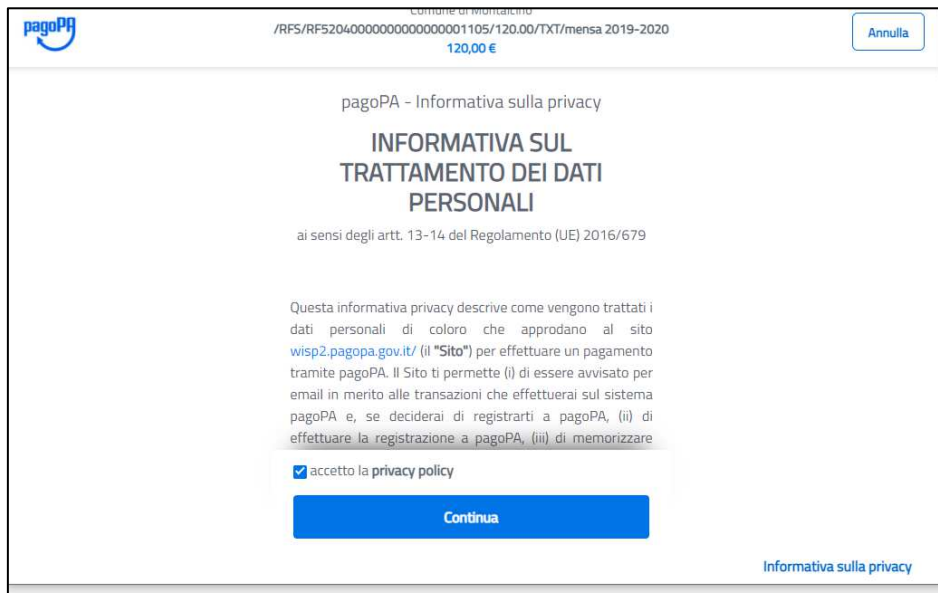 pagoPA
Comune di Montalcino
/RFS/RF52040000000000000001105/120.00/TXT/mensa 2019-2020
120,00 €
Annulla
pagoPA - Informativa sulla privacy
INFORMATIVA SUL
TRATTAMENTO DEI DATI
PERSONALI
ai sensi degli artt. 13-14 del Regolamento (UE) 2016/679
Questa informativa privacy descrive come vengono trattati i
dati personali di coloro che approdano al sito
wisp2.pagopa.gov.it/ (il "Sito") per effettuare un pagamento
tramite pagoPA. Il Sito ti permette (i) di essere avvisato per
email in merito alle transazioni che effettuerai sul sistema
pagoPA e, se deciderai di registrarti a pagoPA, (ii) di
effettuare la registrazione a pagoPA, (iii) di memorizzare
accetto la privacy policy
Continua
Informativa sulla privacy